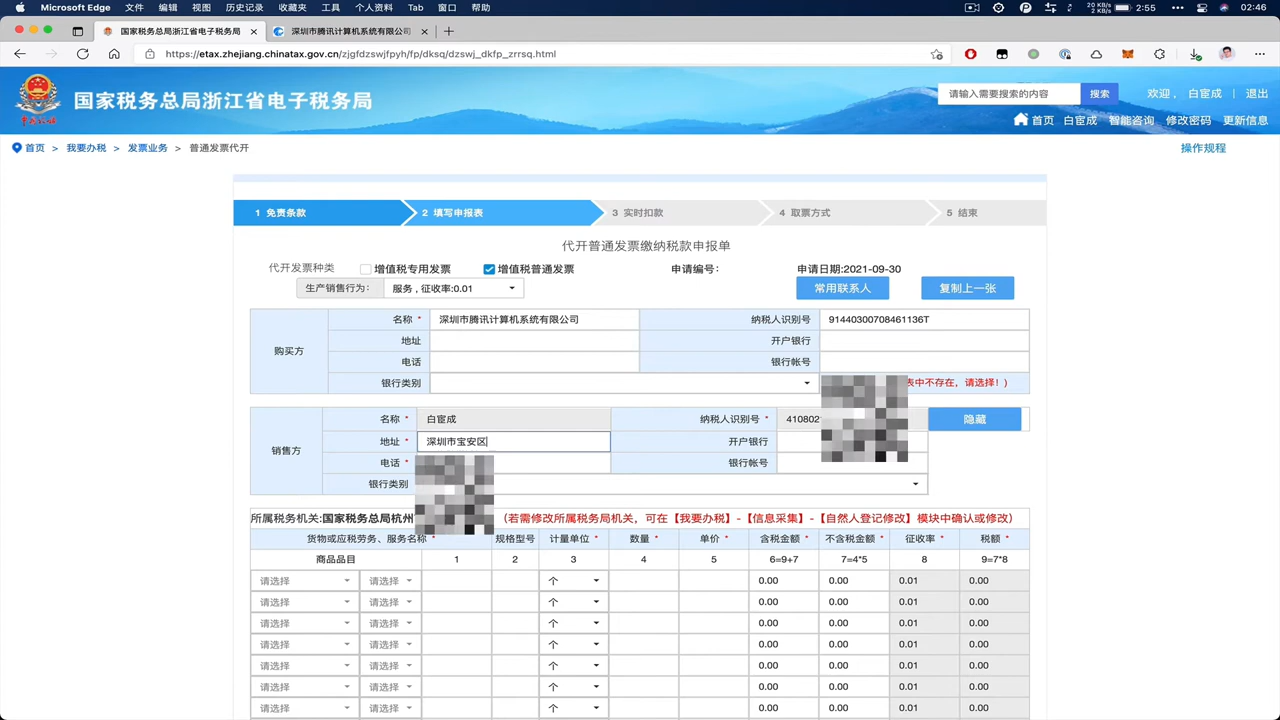 Microsoft Edge 文件 编辑 视图 历史记录 收藏夹 工具 个人资料 Tab 窗口 帮助 20 KB/s 2 KB/s 2:55 02:46
国家税务总局浙江省电子税务局 深圳市腾讯计算机系统有限公司
https://etax.zhejiang.chinatax.gov.cn/zjgfdzswjfpyh/fp/dksq/dzswj_dkfp_zrrsq.html
国家税务总局浙江省电子税务局 请输入需要搜索的内容 搜索 欢迎， 白宦成 | 退出
中国税务
首页 白宦成 智能咨询 修改密码 更新信息
首页 > 我要办税 > 发票业务 > 普通发票代开 操作规程
1 免责条款 2 填写申报表 3 实时扣款 4 取票方式 5 结束
代开普通发票缴纳税款申报单
代开发票种类 增值税专用发票 增值税普通发票 申请编号： 申请日期:2021-09-30
生产销售行为： 服务，征收率:0.01 常用联系人 复制上一张
购买方 名称 * 深圳市腾讯计算机系统有限公司 纳税人识别号 91440300708461136T
地址 开户银行
电话 银行帐号
银行类别 表中不存在，请选择！)
销售方 名称 * 白宦成 纳税人识别号 * 410802 隐藏
地址 * 深圳市宝安区 开户银行
电话 * 银行帐号
银行类别
所属税务机关:国家税务总局杭州 （若需修改所属税务局机关，可在【我要办税】-【信息采集】-【自然人登记修改】模块中确认或修改）
货物或应税劳务、服务名称 * 规格型号 计量单位 * 数量 * 单价 * 含税金额 * 不含税金额 * 征收率 * 税额 *
商品品目 1 2 3 4 5 6=9+7 7=4*5 8 9=7*8
请选择 请选择 个 0.00 0.00 0.01 0.00
请选择 请选择 个 0.00 0.00 0.01 0.00
请选择 请选择 个 0.00 0.00 0.01 0.00
请选择 请选择 个 0.00 0.00 0.01 0.00
请选择 请选择 个 0.00 0.00 0.01 0.00
请选择 请选择 个 0.00 0.00 0.01 0.00
请选择 请选择 个 0.00 0.00 0.01 0.00